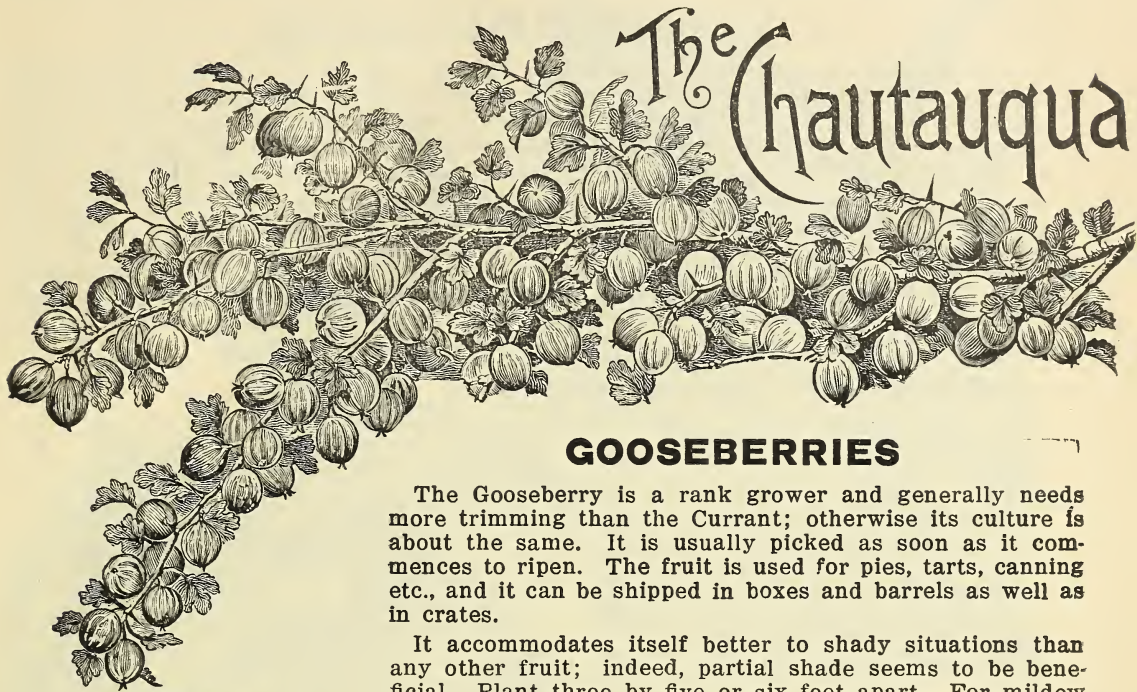 The
Chautauqua
GOOSEBERRIES
The Gooseberry is a rank grower and generally needs
more trimming than the Currant; otherwise its culture is
about the same. It is usually picked as soon as it com-
mences to ripen. The fruit is used for pies, tarts, canning
etc., and it can be shipped in boxes and barrels as well as
in crates.
It accommodates itself better to shady situations than
any other fruit; indeed, partial shade seems to be bene-
ficial. Plant three by five or six feet apart. For mildew